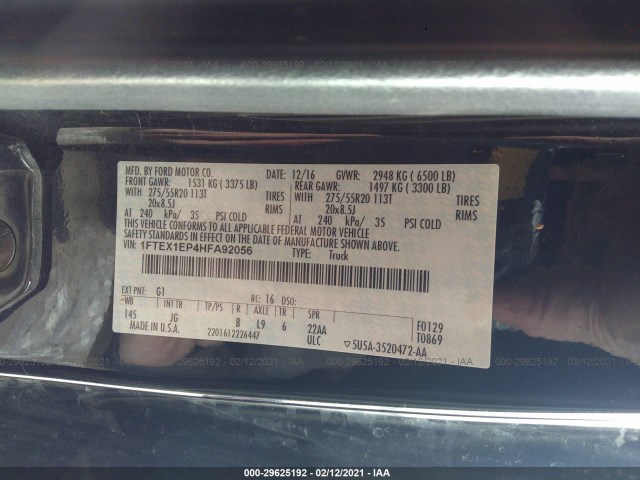 MFD. BY FORD MOTOR CO. 12/16 GVWR: 2948 KG ( 6500 LB)
FRONT GAWR: 1531 KG ( 3375 LB) REAR GAWR: 1497 KG ( 3300 LB)
WITH 275/55R20 113T TIRES WITH 275/55R20 113T TIRES
20x8.5J RIMS 20x8.5J RIMS
AT 240 kPa/ 35 PSI COLD AT 240 kPa/ 35 PSI COLD
THIS VEHICLE CONFORMS TO ALL APPLICABLE FEDERAL MOTOR VEHICLE
SAFETY STANDARDS IN EFFECT ON THE DATE OF MANUFACTURE SHOWN ABOVE.
VIN: 1FTEX1EP4HFA92056 TYPE: Truck
EXT PNT: G1 RC: 16 DSO:
WB INT TR TP/PS R AXLE TR SPR
145 JG B L9 6 22AA F0129
MADE IN U.S.A. ULC T0869
2201612226447 ▽5U5A-3520472-AA
000-29625192 - 02/12/2021 - IAA